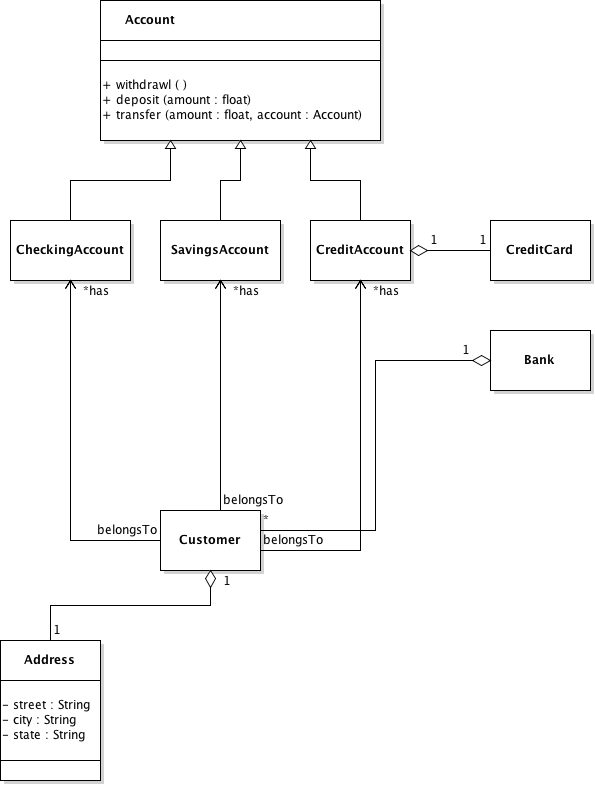 Account
+ withdrawl ( )
+ deposit (amount : float)
+ transfer (amount : float, account : Account)
CheckingAccount
SavingsAccount
CreditAccount
1
1
CreditCard
*has
*has
*has
1
Bank
belongsTo
belongsTo
*
Customer
belongsTo
1
1
Address
- street : String
- city : String
- state : String